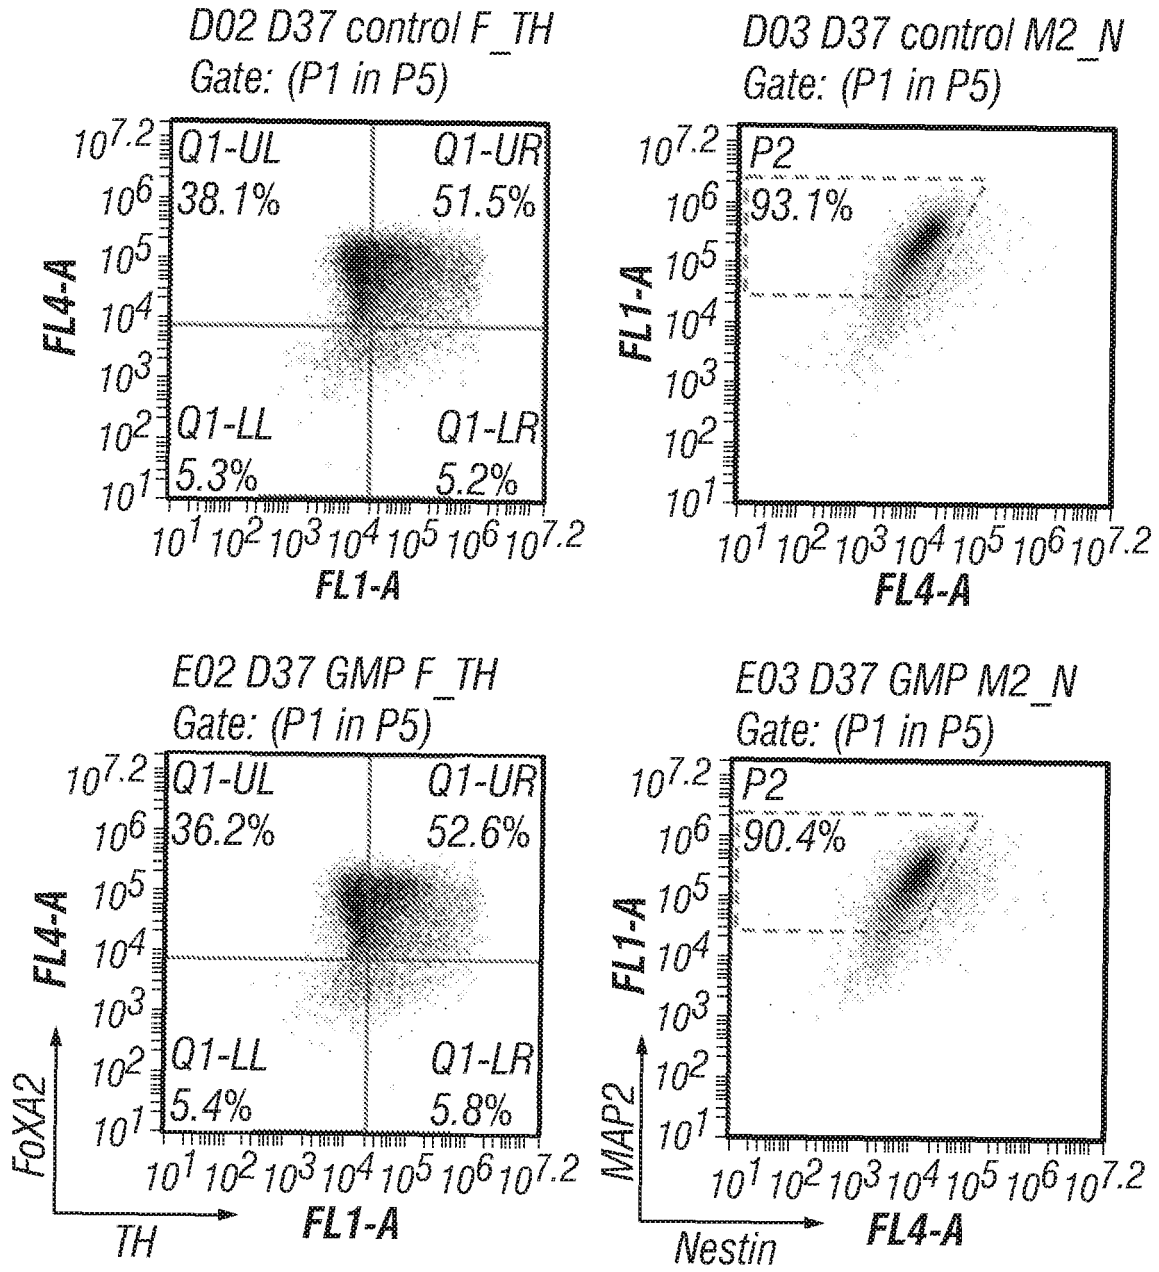 D02 D37 control F_TH
Gate: (P1 in P5)
10^7.2
10^6
10^5
10^4
10^3
10^2
10^1
FL4-A
Q1-UL
38.1%
Q1-UR
51.5%
Q1-LL
5.3%
Q1-LR
5.2%
10^1 10^2 10^3 10^4 10^5 10^6 10^7.2
FL1-A
D03 D37 control M2_N
Gate: (P1 in P5)
10^7.2
10^6
10^5
10^4
10^3
10^2
10^1
FL1-A
P2
93.1%
10^1 10^2 10^3 10^4 10^5 10^6 10^7.2
FL4-A
E02 D37 GMP F_TH
Gate: (P1 in P5)
10^7.2
10^6
10^5
10^4
10^3
10^2
10^1
FL4-A
Q1-UL
36.2%
Q1-UR
52.6%
Q1-LL
5.4%
Q1-LR
5.8%
10^1 10^2 10^3 10^4 10^5 10^6 10^7.2
FL1-A
FoXA2
TH
E03 D37 GMP M2_N
Gate: (P1 in P5)
10^7.2
10^6
10^5
10^4
10^3
10^2
10^1
FL1-A
P2
90.4%
10^1 10^2 10^3 10^4 10^5 10^6 10^7.2
FL4-A
MAP2
Nestin